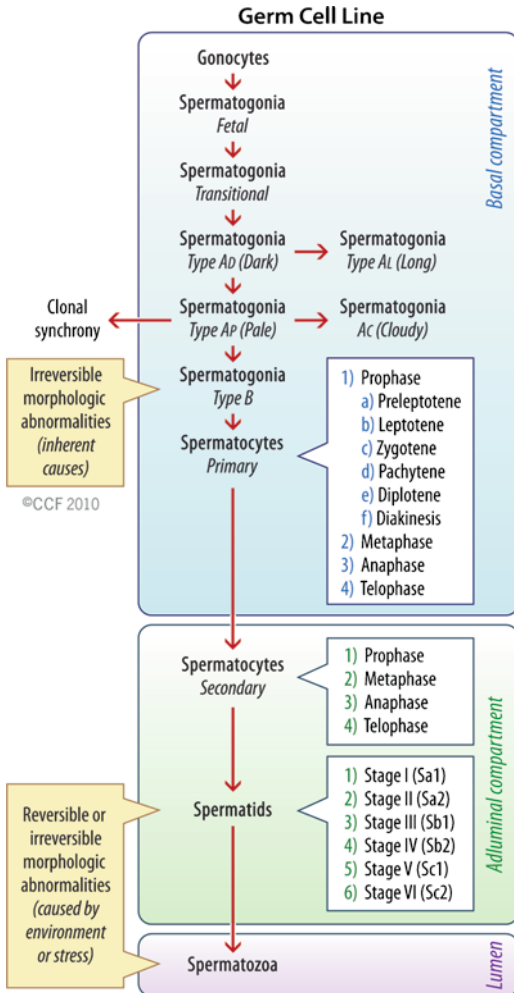 Germ Cell Line
Gonocytes
Spermatogonia
Fetal
Spermatogonia
Transitional
Spermatogonia
Type AD (Dark)
Spermatogonia
Type AL (Long)
Clonal
synchrony
Spermatogonia
Type AP (Pale)
Spermatogonia
AC (Cloudy)
Basal compartment
Irreversible
morphologic
abnormalities
(inherent
causes)
©CCF 2010
Spermatogonia
Type B
Spermatocytes
Primary
1) Prophase
a) Preleptotene
b) Leptotene
c) Zygotene
d) Pachytene
e) Diplotene
f) Diakinesis
2) Metaphase
3) Anaphase
4) Telophase
Spermatocytes
Secondary
1) Prophase
2) Metaphase
3) Anaphase
4) Telophase
Adluminal compartment
Spermatids
1) Stage I (Sa1)
2) Stage II (Sa2)
3) Stage III (Sb1)
4) Stage IV (Sb2)
5) Stage V (Sc1)
6) Stage VI (Sc2)
Reversible or
irreversible
morphologic
abnormalities
(caused by
environment
or stress)
Spermatozoa
Lumen